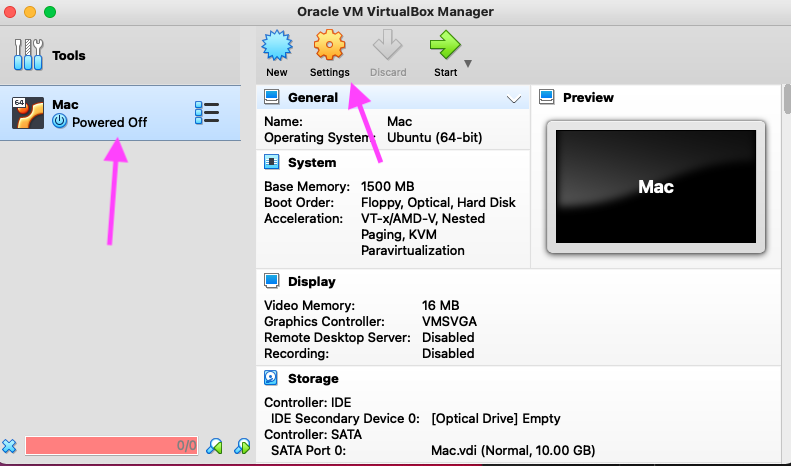 Oracle VM VirtualBox Manager
Tools
New
Settings
Discard
Start
64
Mac
Powered Off
General
Name: Mac
Operating System: Ubuntu (64-bit)
Preview
Mac
System
Base Memory: 1500 MB
Boot Order: Floppy, Optical, Hard Disk
Acceleration: VT-x/AMD-V, Nested
Paging, KVM
Paravirtualization
Display
Video Memory: 16 MB
Graphics Controller: VMSVGA
Remote Desktop Server: Disabled
Recording: Disabled
Storage
Controller: IDE
IDE Secondary Device 0: [Optical Drive] Empty
Controller: SATA
SATA Port 0: Mac.vdi (Normal, 10.00 GB)
0/0